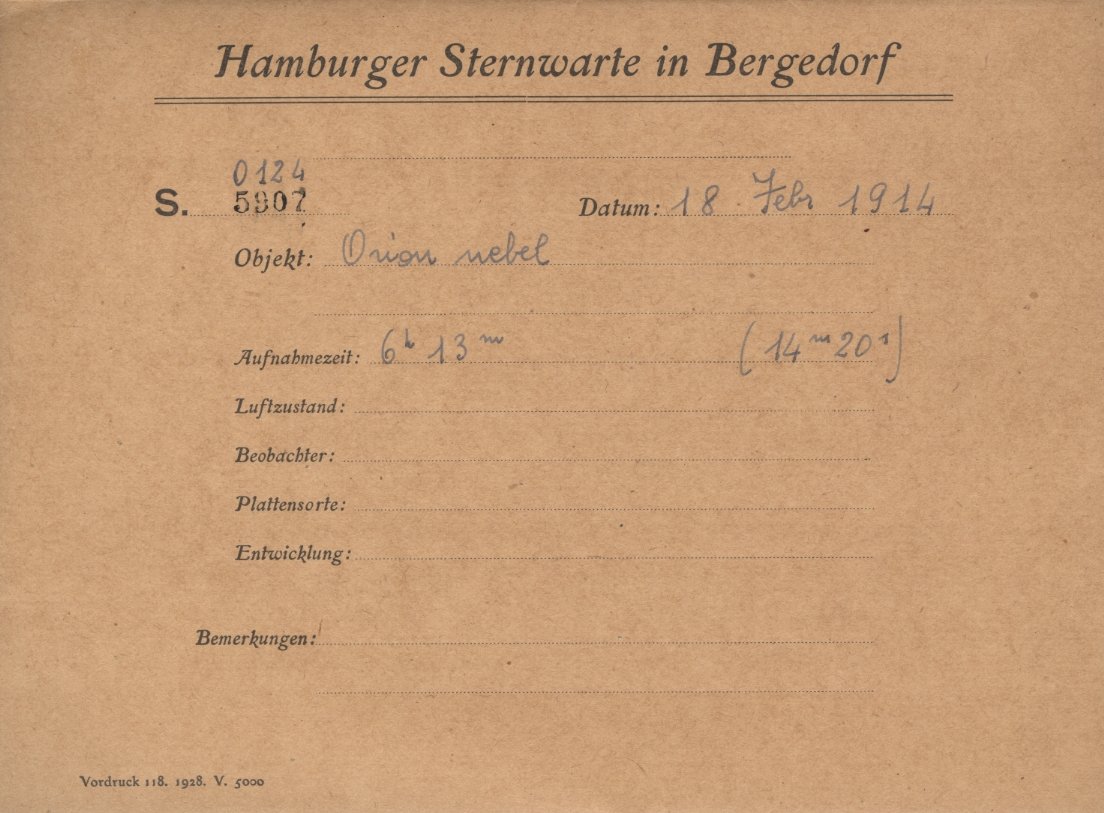 Hamburger Sternwarte in Bergedorf
0124
S. 5907 Datum: 18 Febr 1914
Objekt: Orion nebel
Aufnahmezeit: 6h 13m (14m 20s)
Luftzustand:
Beobachter:
Plattensorte:
Entwicklung:
Bemerkungen:
Vordruck 118. 1928. V. 5000